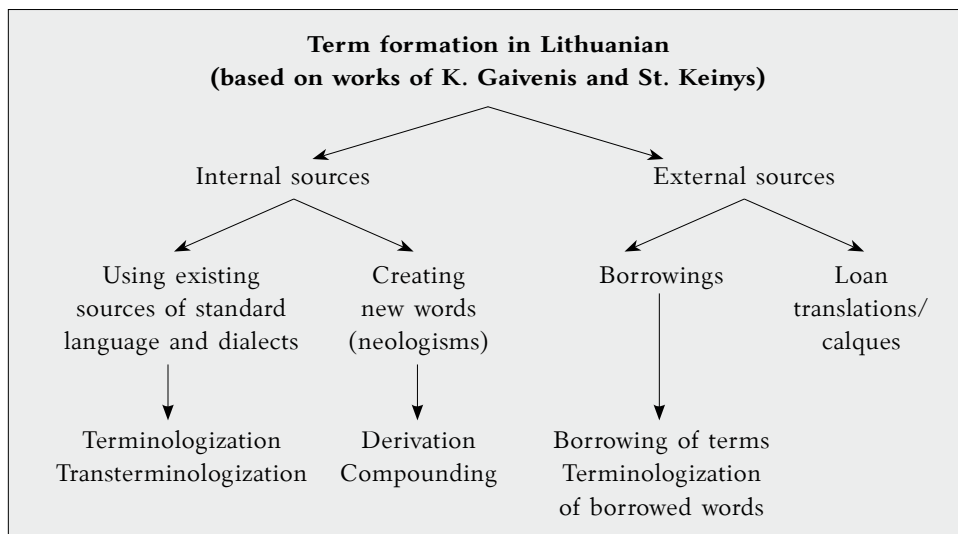 Term formation in Lithuanian
(based on works of K. Gaivenis and St. Keinys)
Internal sources
External sources
Using existing
sources of standard
language and dialects
Creating
new words
(neologisms)
Borrowings
Loan
translations/
calques
Terminologization
Transterminologization
Derivation
Compounding
Borrowing of terms
Terminologization
of borrowed words